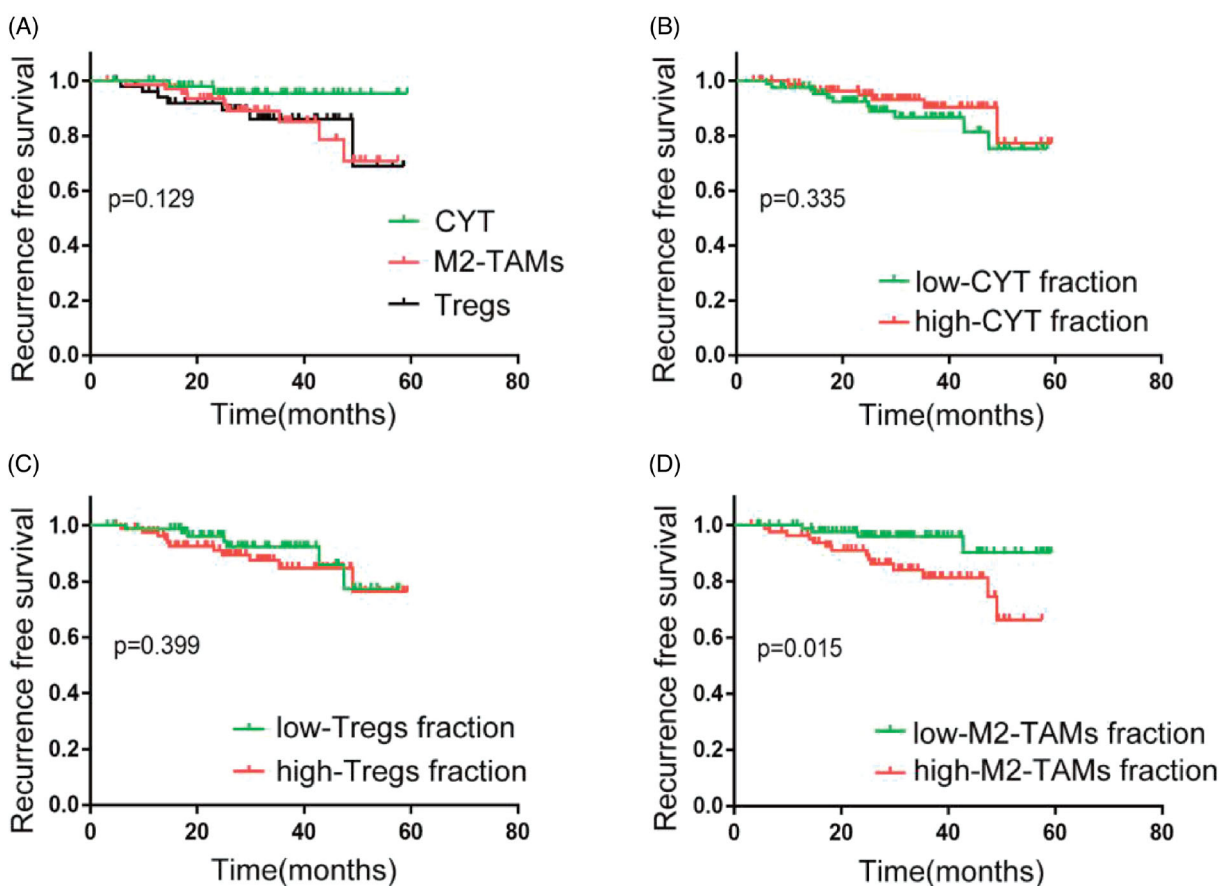 (A)
Recurrence free survival
1.0
0.8
0.6
0.4
0.2
0.0
p=0.129
CYT
M2-TAMs
Tregs
0 20 40 60 80
Time(months)
(B)
Recurrence free survival
1.0
0.8
0.6
0.4
0.2
0.0
p=0.335
low-CYT fraction
high-CYT fraction
0 20 40 60 80
Time(months)
(C)
Recurrence free survival
1.0
0.8
0.6
0.4
0.2
0.0
p=0.399
low-Tregs fraction
high-Tregs fraction
0 20 40 60 80
Time(months)
(D)
Recurrence free survival
1.0
0.8
0.6
0.4
0.2
0.0
p=0.015
low-M2-TAMs fraction
high-M2-TAMs fraction
0 20 40 60 80
Time(months)